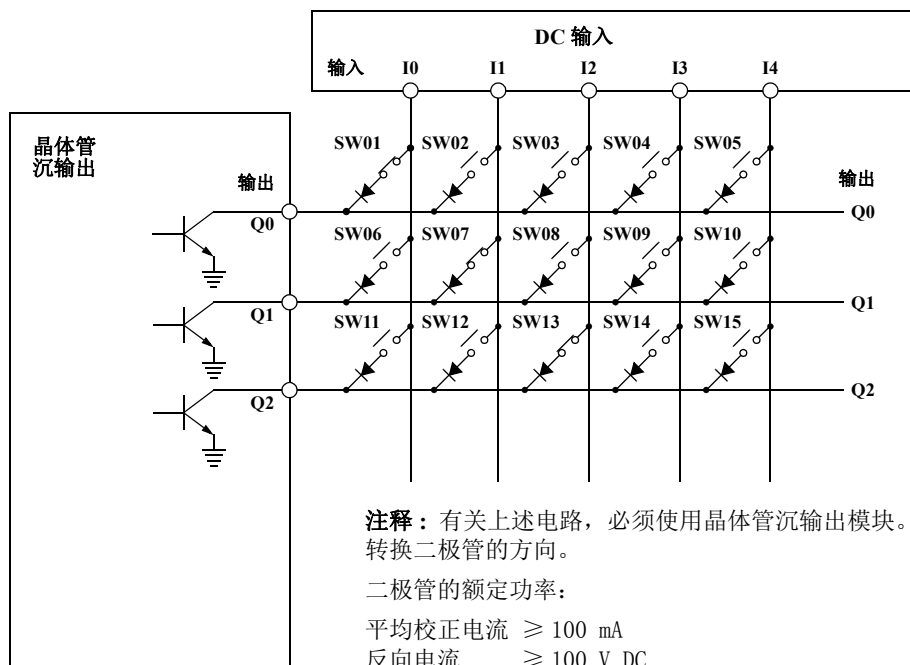 DC 输入
输入 I0 I1 I2 I3 I4
晶体管
沉输出
SW01 SW02 SW03 SW04 SW05
输出 输出
Q0 Q0
SW06 SW07 SW08 SW09 SW10
Q1 Q1
SW11 SW12 SW13 SW14 SW15
Q2 Q2
注释：有关上述电路，必须使用晶体管沉输出模块。
转换二极管的方向。
二极管的额定功率：
平均校正电流 ≥ 100 mA
反向电流 ≥ 100 V DC